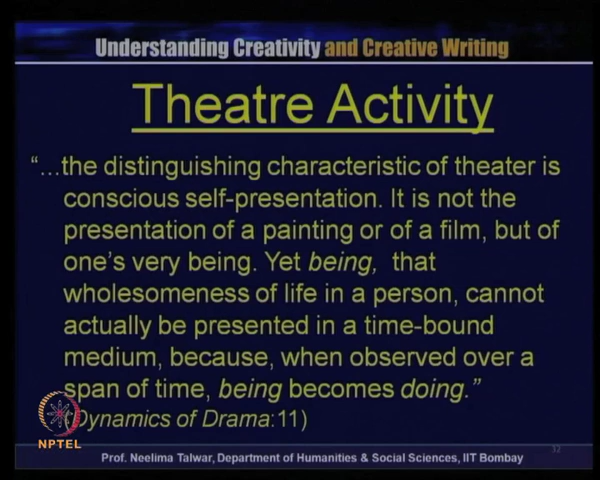 Understanding Creativity and Creative Writing
Theatre Activity
“...the distinguishing characteristic of theater is
conscious self-presentation. It is not the
presentation of a painting or of a film, but of
one's very being. Yet being, that
wholesomeness of life in a person, cannot
actually be presented in a time-bound
medium, because, when observed over a
span of time, being becomes doing.”
(Dynamics of Drama:11)
NPTEL
Prof. Neelima Talwar, Department of Humanities & Social Sciences, IIT Bombay
32